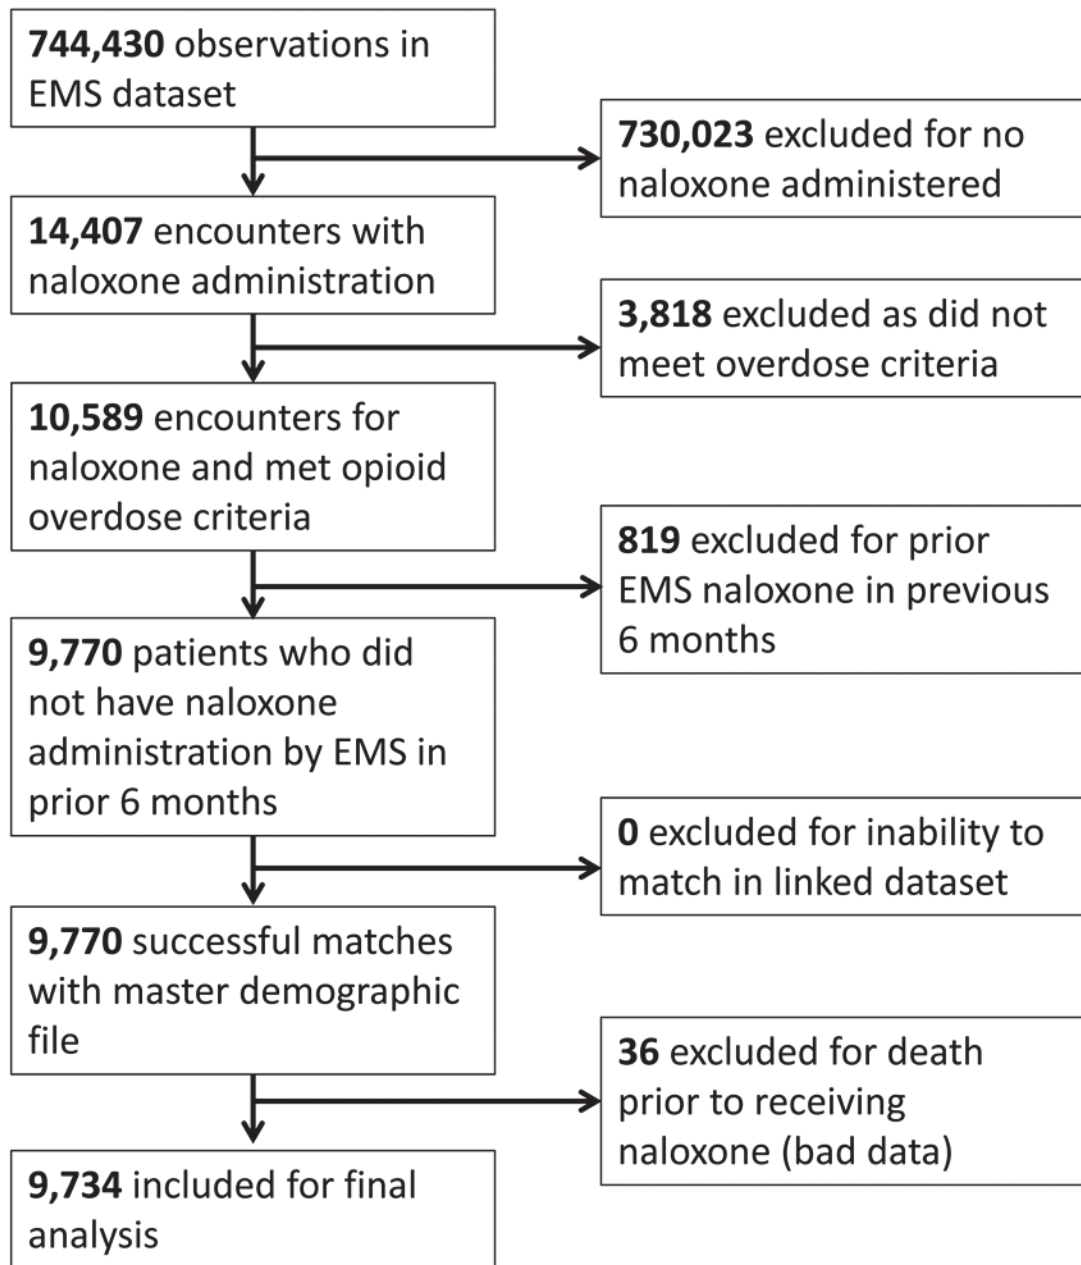 744,430 observations in
EMS dataset
730,023 excluded for no
naloxone administered
14,407 encounters with
naloxone administration
3,818 excluded as did not
meet overdose criteria
10,589 encounters for
naloxone and met opioid
overdose criteria
819 excluded for prior
EMS naloxone in previous
6 months
9,770 patients who did
not have naloxone
administration by EMS in
prior 6 months
0 excluded for inability to
match in linked dataset
9,770 successful matches
with master demographic
file
36 excluded for death
prior to receiving
naloxone (bad data)
9,734 included for final
analysis